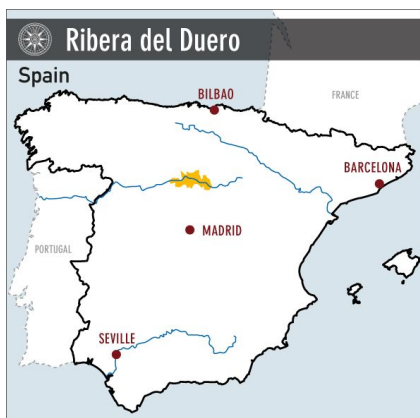 Ribera del Duero
Spain
BILBAO
FRANCE
BARCELONA
MADRID
PORTUGAL
SEVILLE